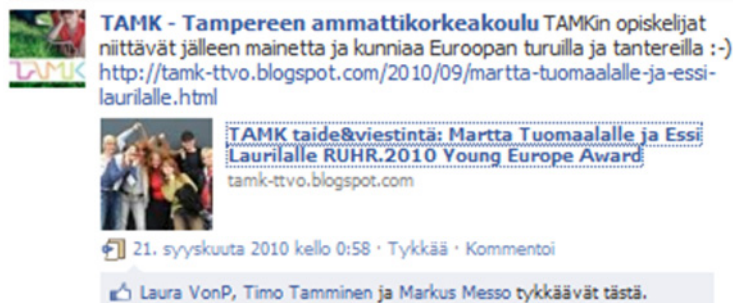 TAMK - Tampereen ammattikorkeakoulu TAMKin opiskelijat
niittävät jälleen mainetta ja kunniaa Euroopan turuilla ja tantereilla :-)
http://tamk-ttvo.blogspot.com/2010/09/martta-tuomaalalle-ja-essi-
laurilalle.html
TAMK
TAMK taide&viestintä: Martta Tuomaalalle ja Essi
Laurilalle RUHR.2010 Young Europe Award
tamk-ttvo.blogspot.com
21. syyskuuta 2010 kello 0:58 · Tykkää · Kommentoi
Laura VonP, Timo Tamminen ja Markus Messo tykkäävät tästä.